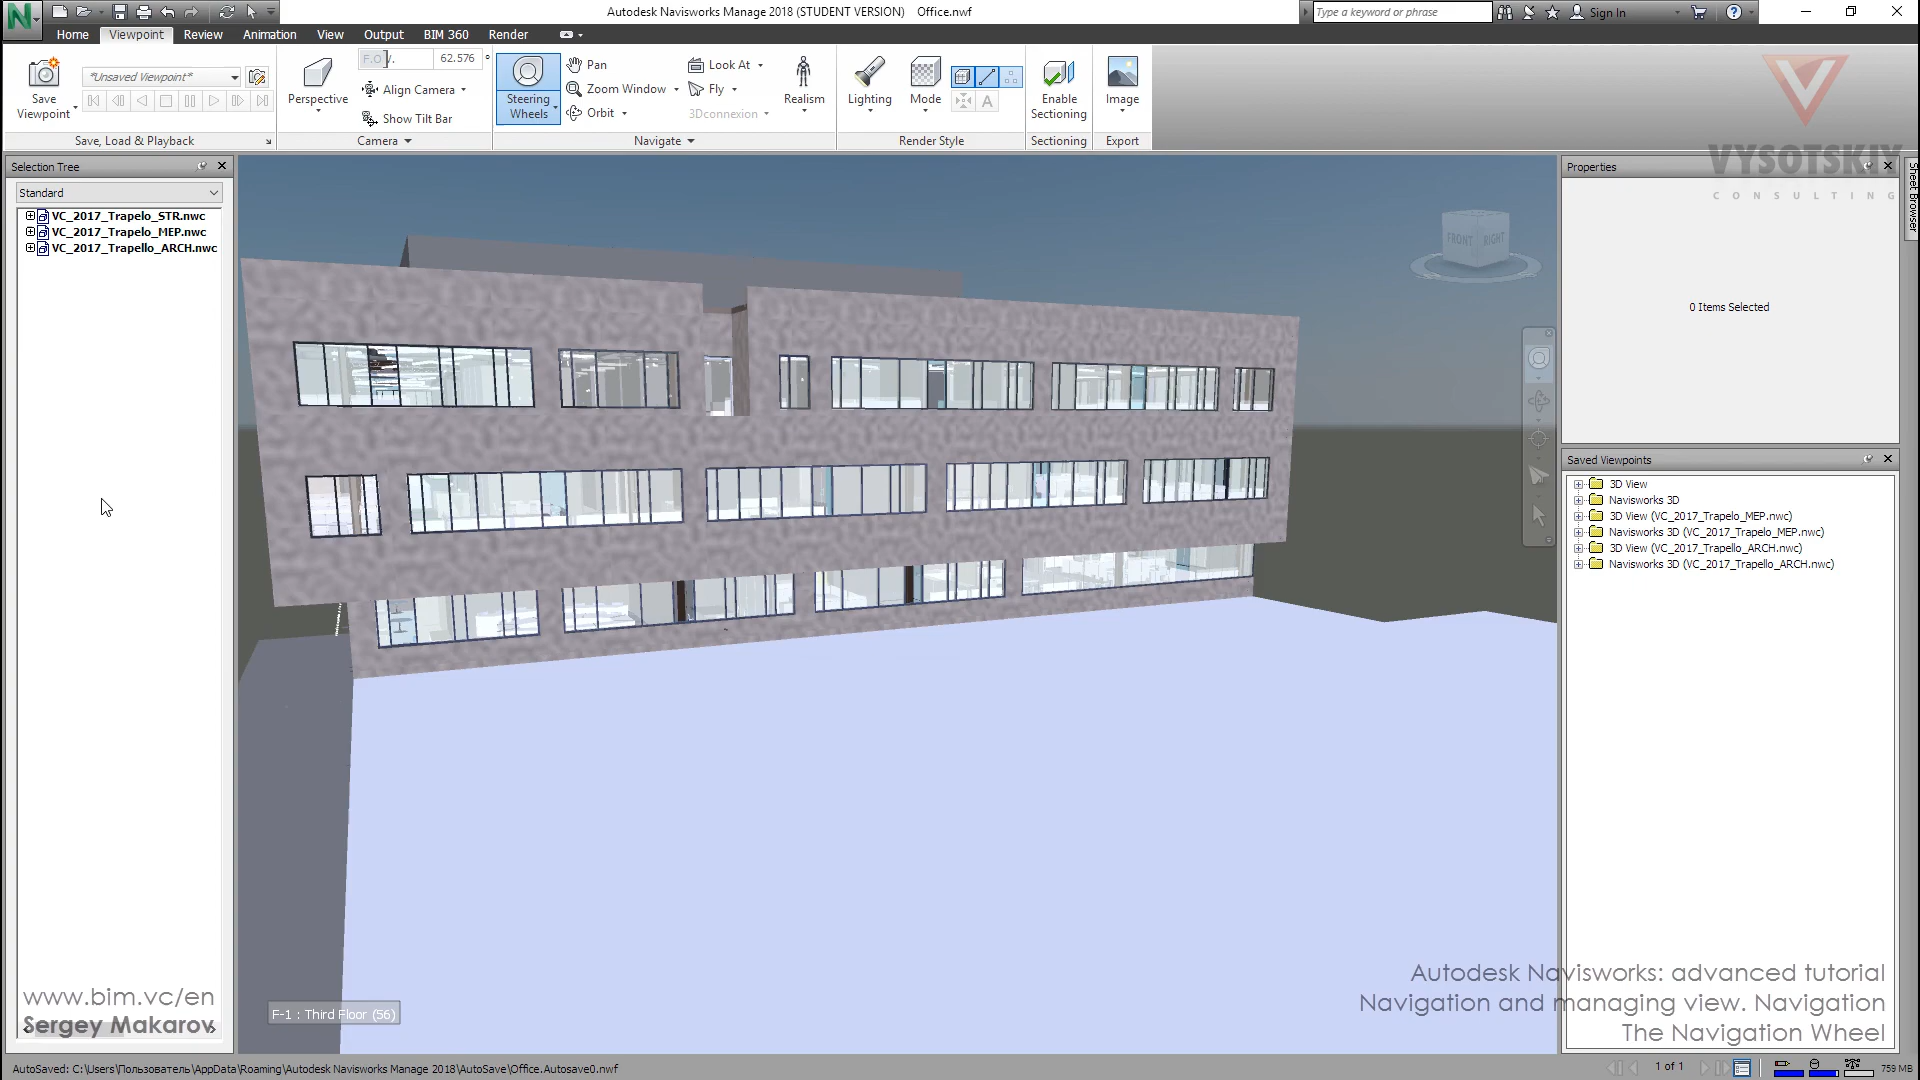 Autodesk Navisworks Manage 2018 (STUDENT VERSION) Office.nwf
Type a keyword or phrase
Sign In
Home Viewpoint Review Animation View Output BIM 360 Render
Save Viewpoint
*Unsaved Viewpoint*
Save, Load & Playback
Perspective
F.O.V. 62.576 °
Align Camera
Show Tilt Bar
Camera
Steering Wheels
Pan
Zoom Window
Orbit
Look At
Fly
3Dconnexion
Navigate
Realism
Lighting
Mode
A
Render Style
Enable Sectioning
Sectioning
Image
Export
VYSOTSKIY
CONSULTING
Selection Tree
Standard
VC_2017_Trapelo_STR.nwc
VC_2017_Trapelo_MEP.nwc
VC_2017_Trapello_ARCH.nwc
FRONT RIGHT
Properties
0 Items Selected
Sheet Browser
Saved Viewpoints
3D View
Navisworks 3D
3D View (VC_2017_Trapelo_MEP.nwc)
Navisworks 3D (VC_2017_Trapelo_MEP.nwc)
3D View (VC_2017_Trapello_ARCH.nwc)
Navisworks 3D (VC_2017_Trapello_ARCH.nwc)
www.bim.vc/en
Sergey Makarov
F-1 : Third Floor (56)
Autodesk Navisworks: advanced tutorial
Navigation and managing view. Navigation
The Navigation Wheel
AutoSaved: C:\Users\Пользователь\AppData\Roaming\Autodesk Navisworks Manage 2018\AutoSave\Office.Autosave0.nwf
1 of 1
759 MB